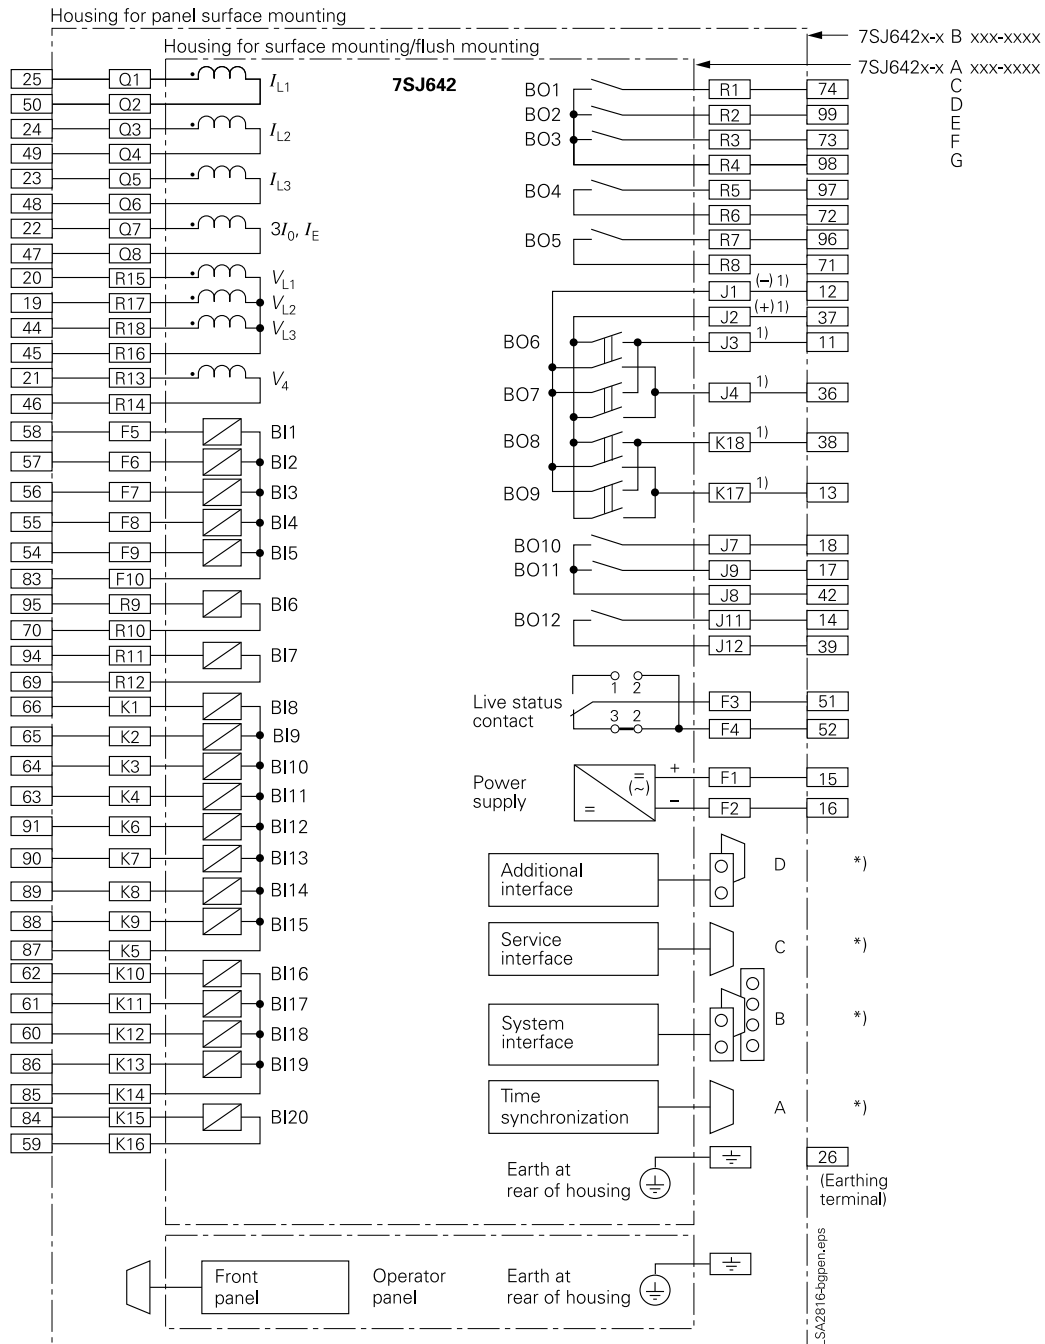 Housing for panel surface mounting
7SJ642x-x B xxx-xxxx
Housing for surface mounting/flush mounting
7SJ642x-x A xxx-xxxx
C
D
E
F
G
7SJ642
25 Q1 IL1
50 Q2
24 Q3 IL2
49 Q4
23 Q5 IL3
48 Q6
22 Q7 3I0, IE
47 Q8
20 R15 VL1
19 R17 VL2
44 R18 VL3
45 R16
21 R13 V4
46 R14
58 F5 BI1
57 F6 BI2
56 F7 BI3
55 F8 BI4
54 F9 BI5
83 F10
95 R9 BI6
70 R10
94 R11 BI7
69 R12
66 K1 BI8
65 K2 BI9
64 K3 BI10
63 K4 BI11
91 K6 BI12
90 K7 BI13
89 K8 BI14
88 K9 BI15
87 K5
62 K10 BI16
61 K11 BI17
60 K12 BI18
86 K13 BI19
85 K14
84 K15 BI20
59 K16
BO1 R1 74
BO2 R2 99
BO3 R3 73
R4 98
BO4 R5 97
R6 72
BO5 R7 96
R8 71
J1 (–) 1) 12
J2 (+) 1) 37
BO6 J3 1) 11
BO7 J4 1) 36
BO8 K18 1) 38
BO9 K17 1) 13
BO10 J7 18
BO11 J9 17
J8 42
BO12 J11 14
J12 39
1 2
Live status
contact
F3 51
3 2
F4 52
Power
supply
= (~) =
+ F1 15
– F2 16
Additional
interface
D *)
Service
interface
C *)
System
interface
B *)
Time
synchronization
A *)
Earth at
rear of housing
26
(Earthing
terminal)
Front
panel
Operator
panel
Earth at
rear of housing
SA2816-bgpen.eps